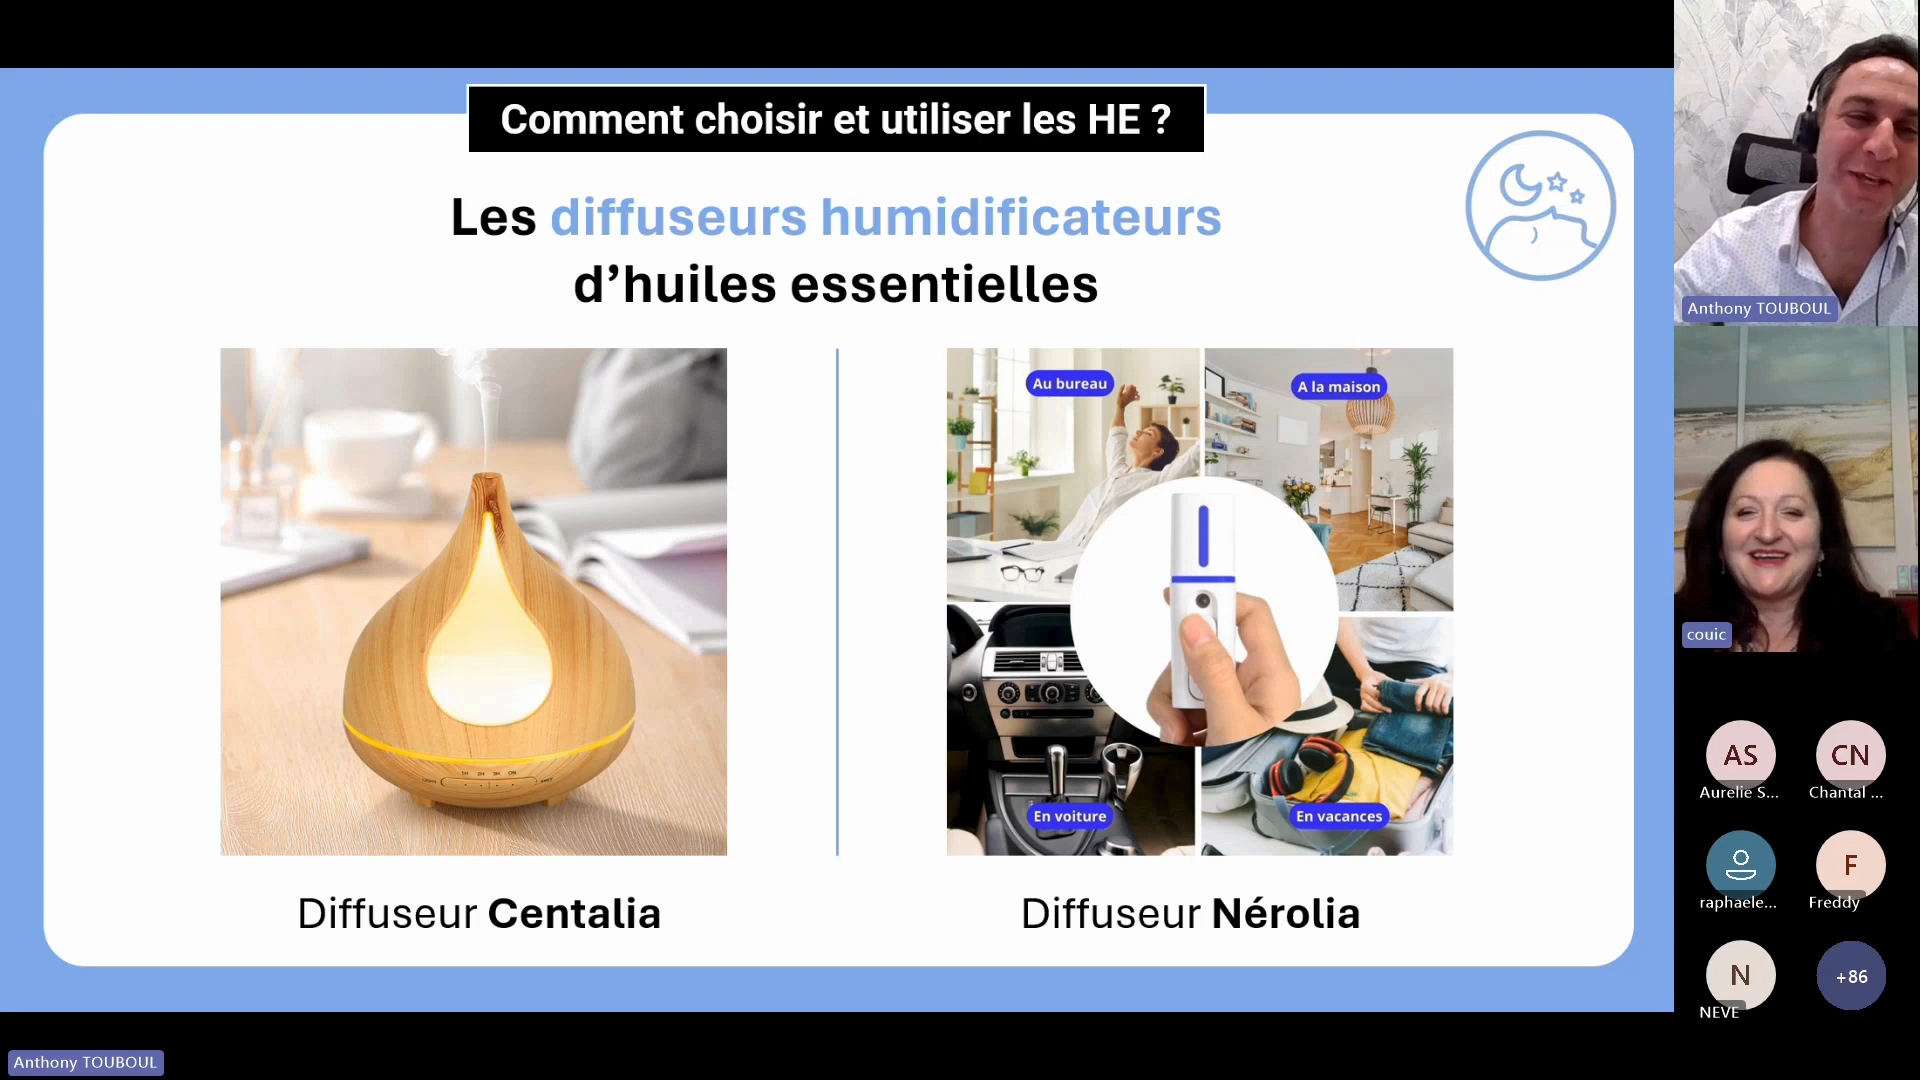 Comment choisir et utiliser les HE ?
Les diffuseurs humidificateurs
d’huiles essentielles
Au bureau
A la maison
En voiture
En vacances
Diffuseur Centalia
Diffuseur Nérolia
Anthony TOUBOUL
couic
AS
Aurelie S...
CN
Chantal ...
raphaele...
F
Freddy
N
NEVE
+86
Anthony TOUBOUL